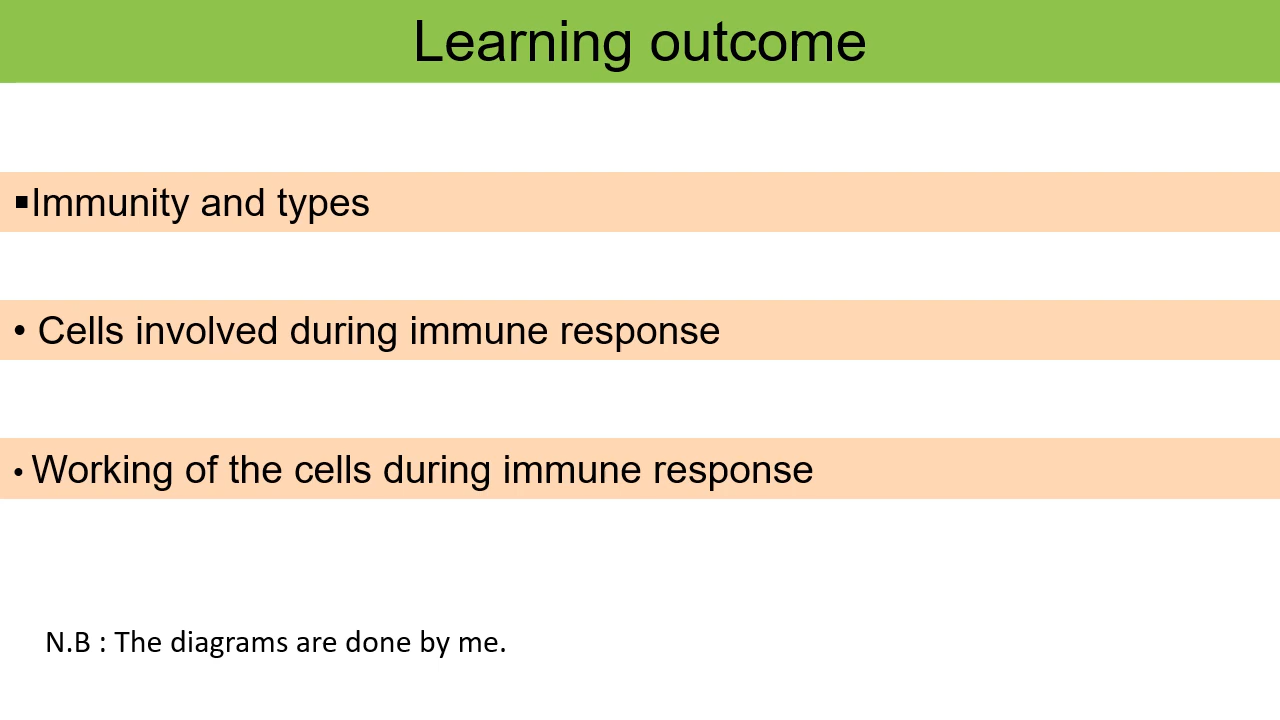 Learning outcome
▪Immunity and types
• Cells involved during immune response
• Working of the cells during immune response
N.B : The diagrams are done by me.